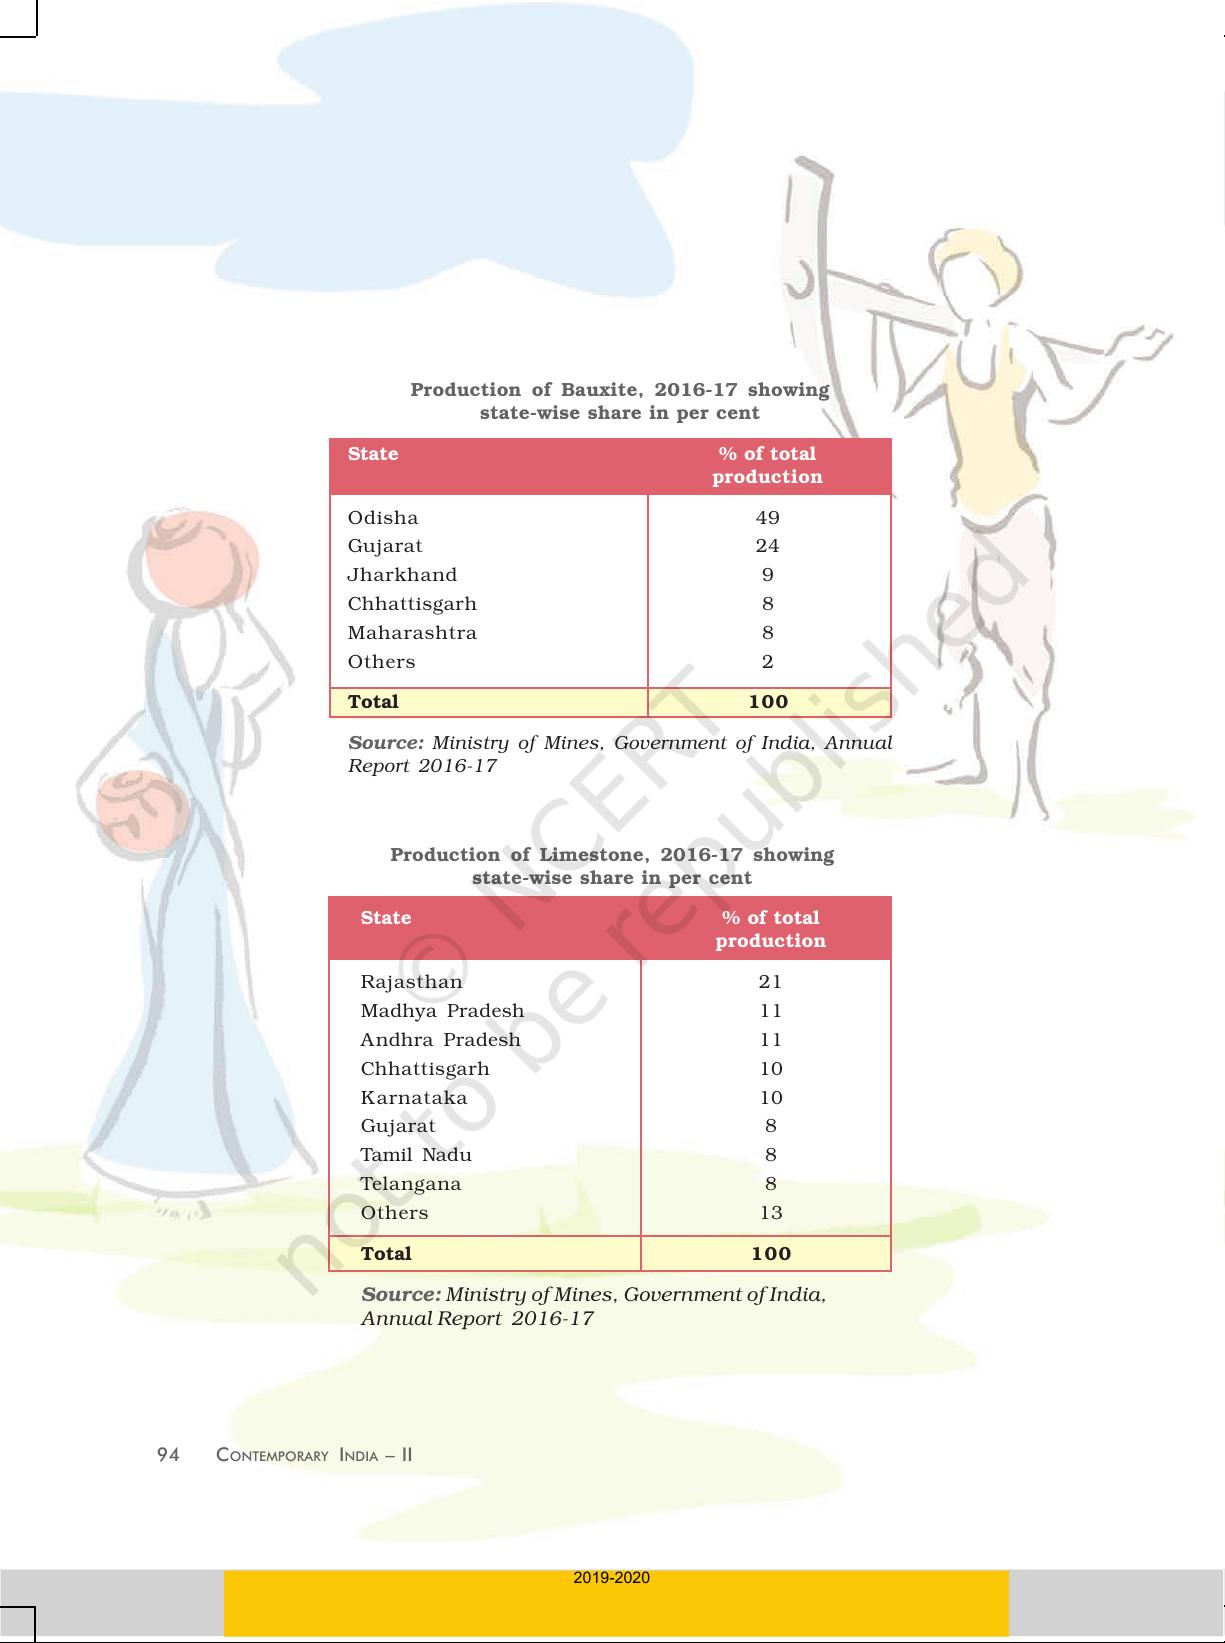 Production of Bauxite, 2016-17 showing
state-wise share in per cent
State % of total
production
Odisha 49
Gujarat 24
Jharkhand 9
Chhattisgarh 8
Maharashtra 8
Others 2
Total 100
Source: Ministry of Mines, Government of India, Annual
Report 2016-17
Production of Limestone, 2016-17 showing
state-wise share in per cent
State % of total
production
Rajasthan 21
Madhya Pradesh 11
Andhra Pradesh 11
Chhattisgarh 10
Karnataka 10
Gujarat 8
Tamil Nadu 8
Telangana 8
Others 13
Total 100
Source: Ministry of Mines, Government of India,
Annual Report 2016-17
© NCERT
not to be republished
94 CONTEMPORARY INDIA – II
2019-2020